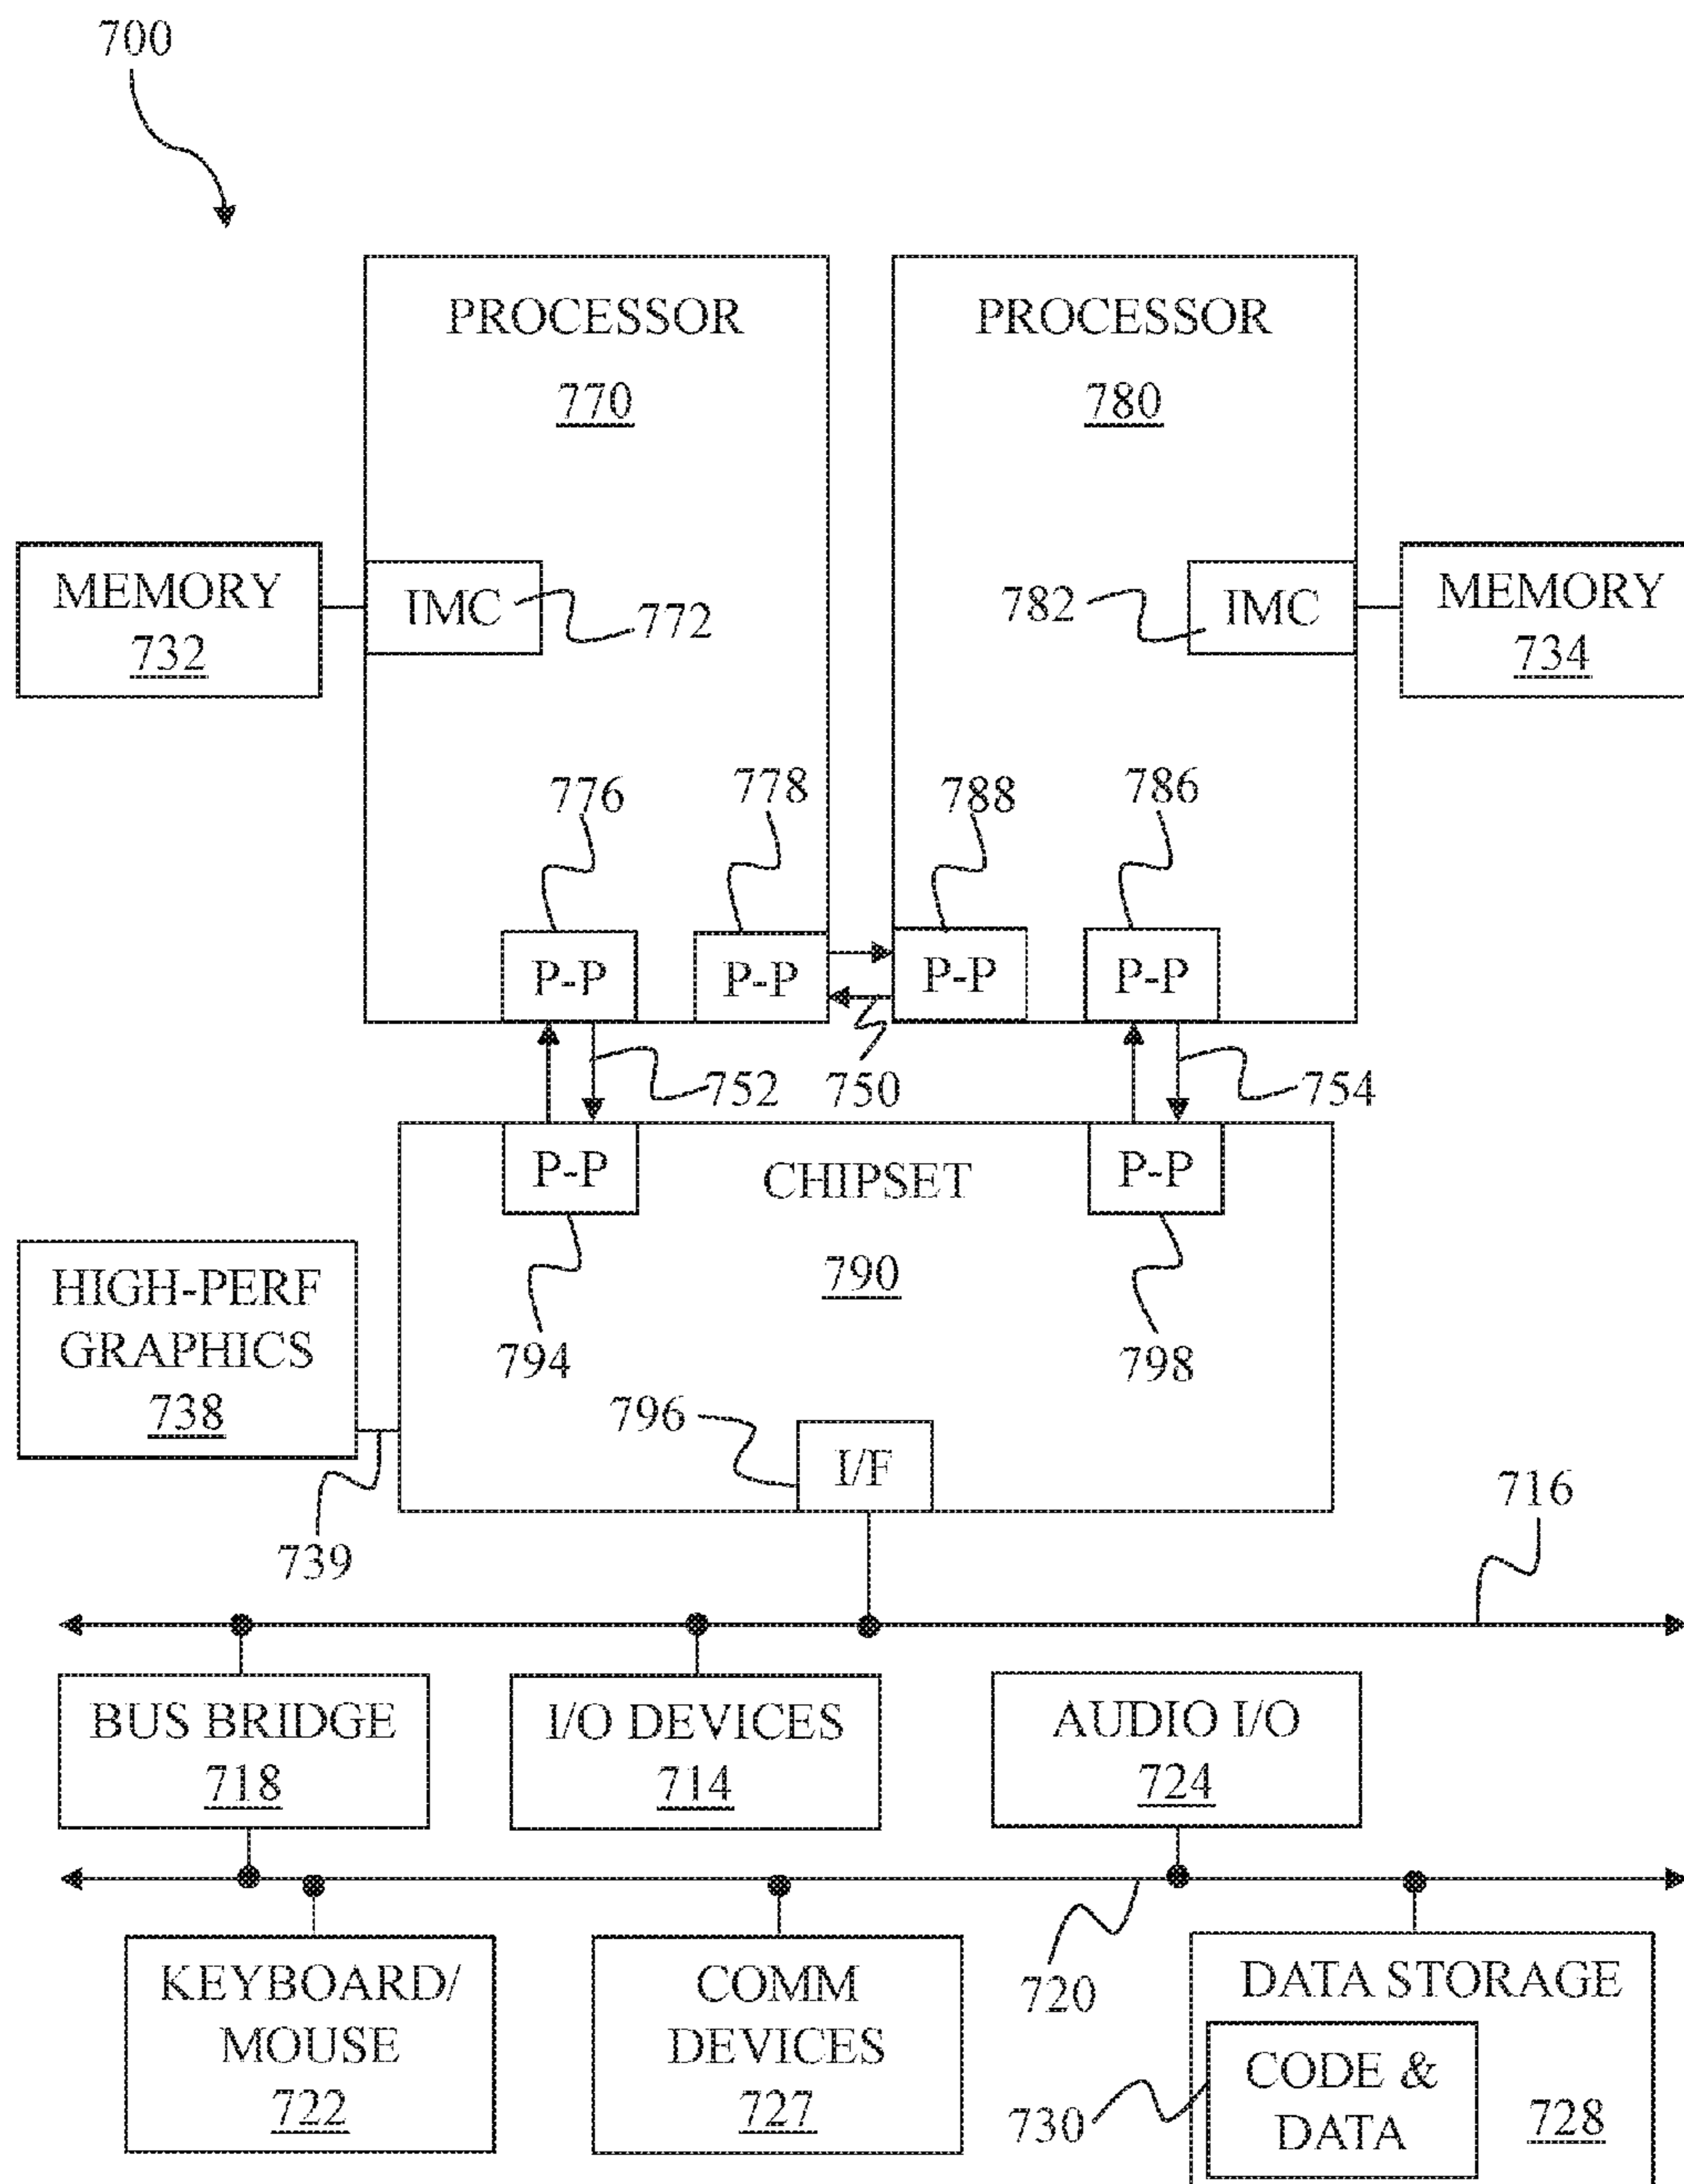 700
PROCESSOR
770
PROCESSOR
780
MEMORY
732
IMC
772
782
IMC
MEMORY
734
776
778
788
786
P-P
P-P
P-P
P-P
752
750
754
P-P
CHIPSET
P-P
790
794
798
HIGH-PERF
GRAPHICS
738
796
I/F
739
716
BUS BRIDGE
718
I/O DEVICES
714
AUDIO I/O
724
KEYBOARD/
MOUSE
722
COMM
DEVICES
727
720
DATA STORAGE
CODE &
DATA
730
728